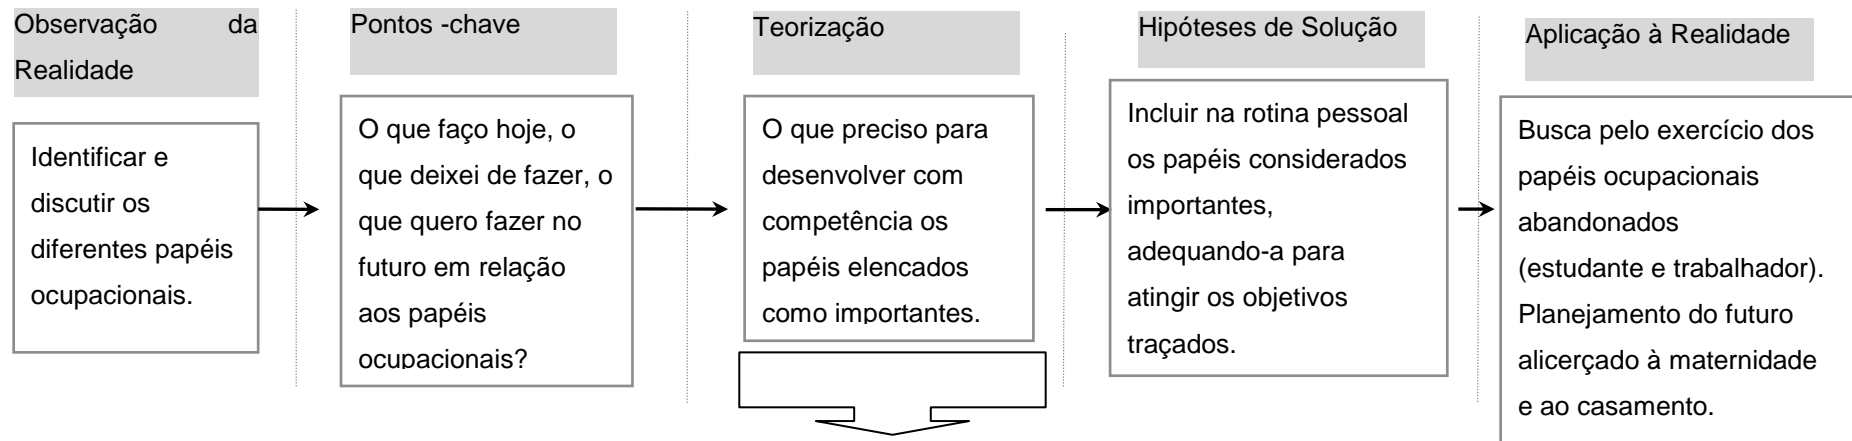 Observação da
Realidade
Identificar e
discutir os
diferentes papéis
ocupacionais.
Pontos -chave
O que faço hoje, o
que deixei de fazer, o
que quero fazer no
futuro em relação
aos papéis
ocupacionais?
Teorização
O que preciso para
desenvolver com
competência os
papéis elencados
como importantes.
Hipóteses de Solução
Incluir na rotina pessoal
os papéis considerados
importantes,
adequando-a para
atingir os objetivos
traçados.
Aplicação à Realidade
Busca pelo exercício dos
papéis ocupacionais
abandonados
(estudante e trabalhador).
Planejamento do futuro
alicerçado à maternidade
e ao casamento.